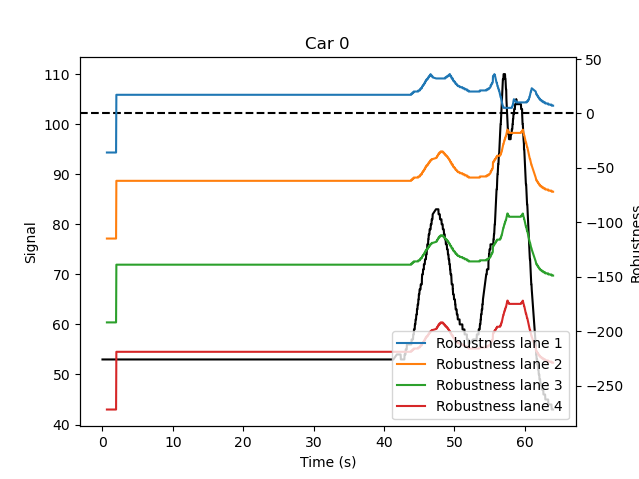 Car 0
Signal
110
100
90
80
70
60
50
40
50
0
−50
−100
−150
−200
−250
Robustness
Robustness lane 1
Robustness lane 2
Robustness lane 3
Robustness lane 4
0
10
20
30
40
50
60
Time (s)